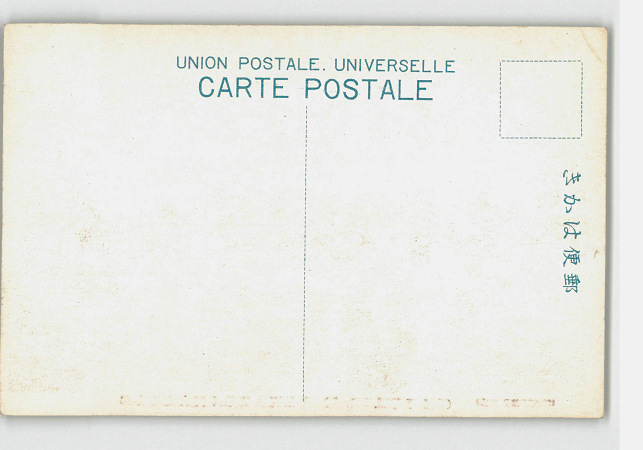 UNION POSTALE. UNIVERSELLE
CARTE POSTALE
郵便はかき